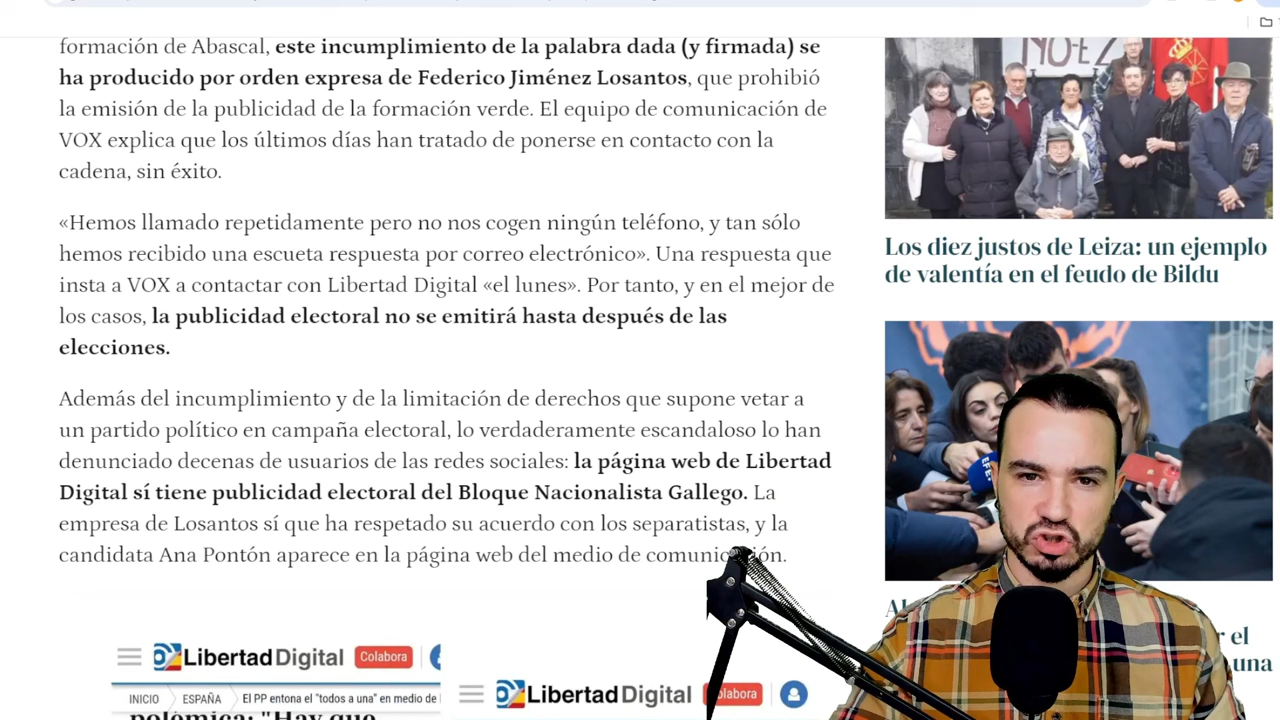 formación de Abascal, este incumplimiento de la palabra dada (y firmada) se
ha producido por orden expresa de Federico Jiménez Losantos, que prohibió
la emisión de la publicidad de la formación verde. El equipo de comunicación de
VOX explica que los últimos días han tratado de ponerse en contacto con la
cadena, sin éxito.
«Hemos llamado repetidamente pero no nos cogen ningún teléfono, y tan sólo
hemos recibido una escueta respuesta por correo electrónico». Una respuesta que
insta a VOX a contactar con Libertad Digital «el lunes». Por tanto, y en el mejor de
los casos, la publicidad electoral no se emitirá hasta después de las
elecciones.
Además del incumplimiento y de la limitación de derechos que supone vetar a
un partido político en campaña electoral, lo verdaderamente escandaloso lo han
denunciado decenas de usuarios de las redes sociales: la página web de Libertad
Digital sí tiene publicidad electoral del Bloque Nacionalista Gallego. La
empresa de Losantos sí que ha respetado su acuerdo con los separatistas, y la
candidata Ana Pontón aparece en la página web del medio de comunicación.
Libertad Digital Colabora
INICIO ESPAÑA El PP entona el "todos a una" en medio de
polémica: "Hay que
Libertad Digital Colabora
Los diez justos de Leiza: un ejemplo
de valentía en el feudo de Bildu
el
una